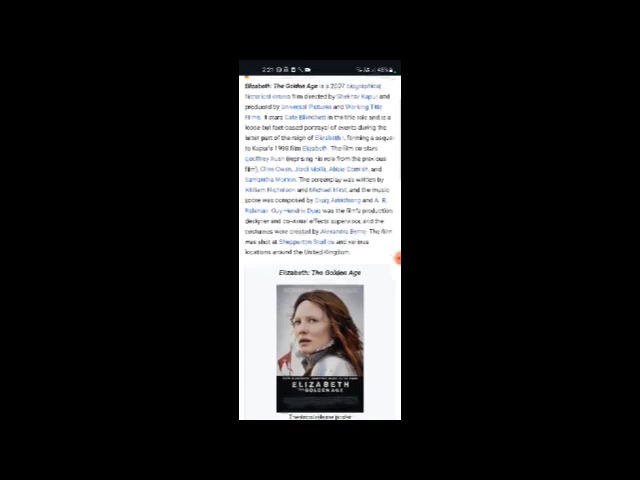 2:21
48%
Elizabeth: The Golden Age is a 2007 biographical
historical drama film directed by Shekhar Kapur and
produced by Universal Pictures and Working Title
Films. It stars Cate Blanchett in the title role and is a
loose but fact-based portrayal of events during the
latter part of the reign of Elizabeth I, forming a sequel
to Kapur's 1998 film Elizabeth. The film co-stars
Geoffrey Rush (reprising his role from the previous
film), Clive Owen, Jordi Mollà, Abbie Cornish, and
Samantha Morton. The screenplay was written by
William Nicholson and Michael Hirst, and the music
score was composed by Craig Armstrong and A. R.
Rahman. Guy Hendrix Dyas was the film's production
designer and co-visual effects supervisor, and the
costumes were created by Alexandra Byrne. The film
was shot at Shepperton Studios and various
locations around the United Kingdom.
Elizabeth: The Golden Age
ELIZABETH
THE GOLDEN AGE
Theatrical release poster